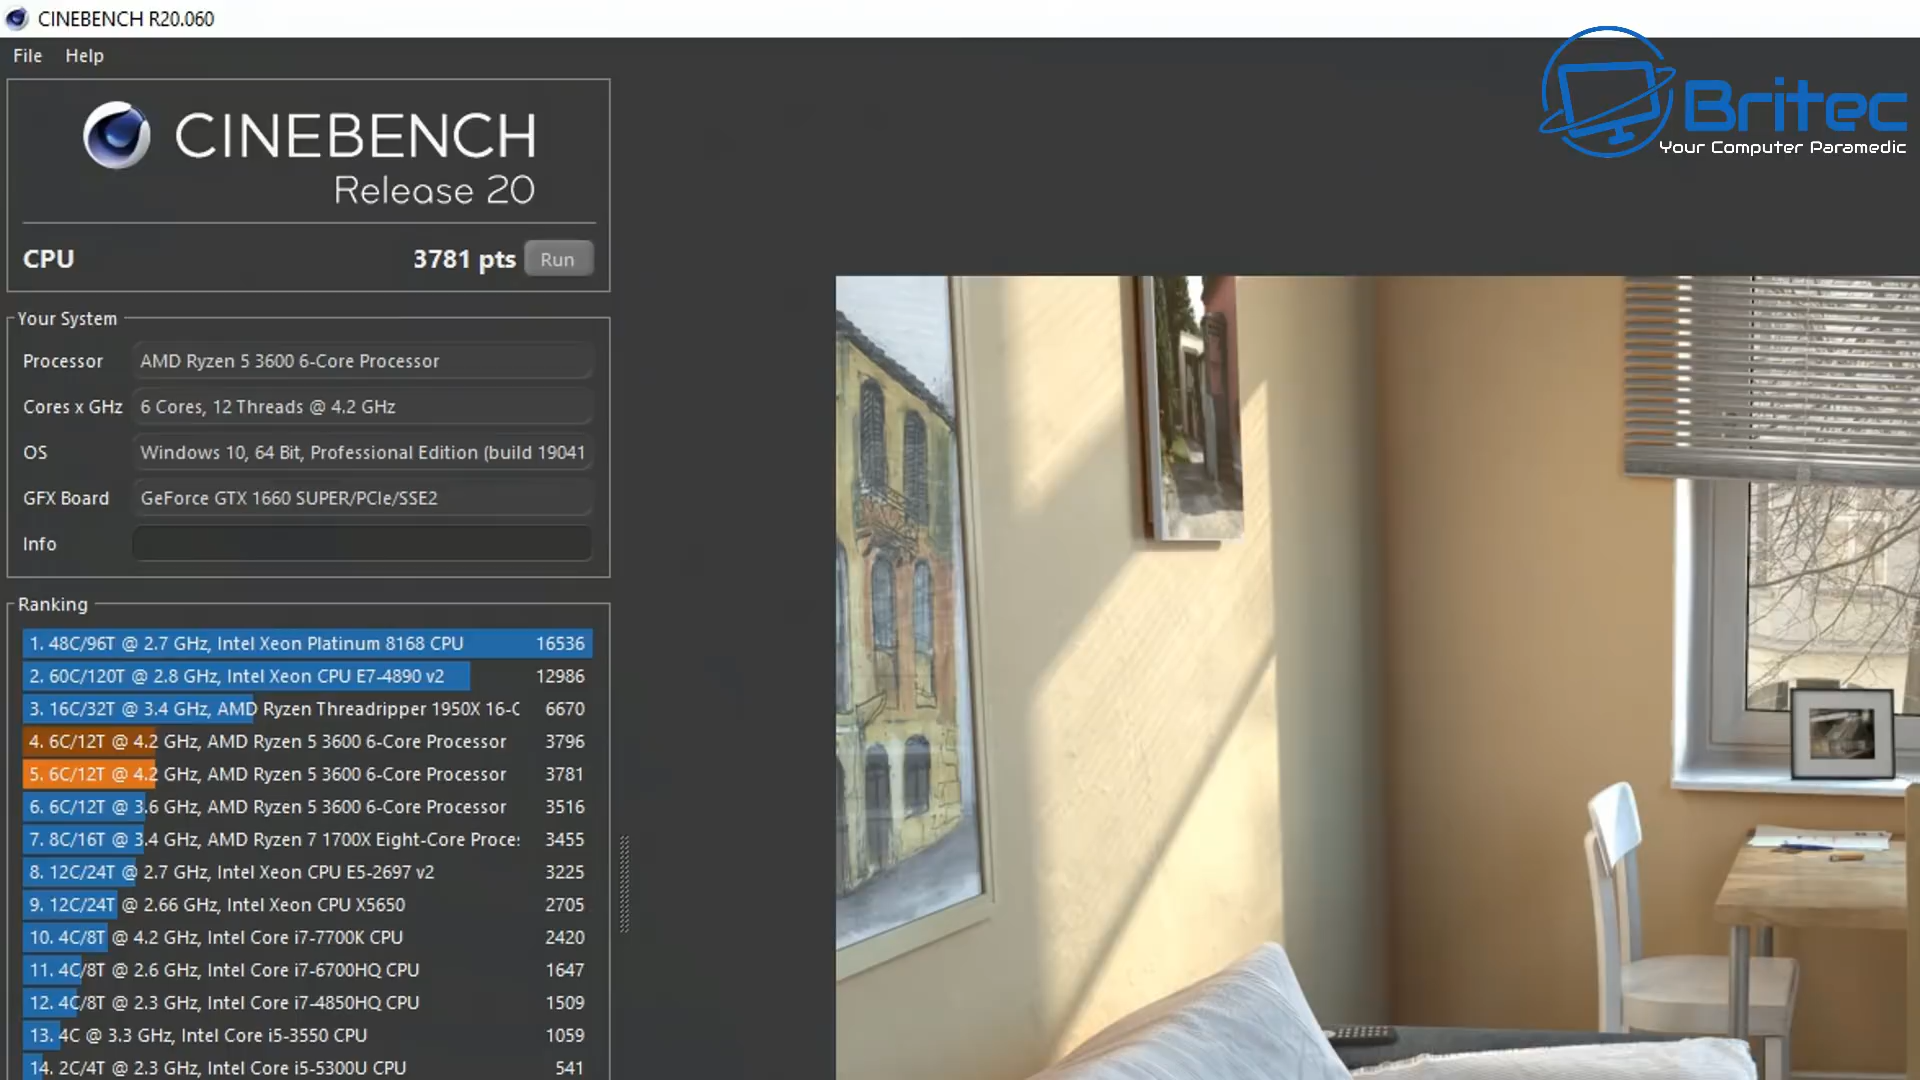 CINEBENCH R20.060
File Help
Britec
Your Computer Paramedic
CINEBENCH
Release 20
CPU 3781 pts Run
Your System
Processor AMD Ryzen 5 3600 6-Core Processor
Cores x GHz 6 Cores, 12 Threads @ 4.2 GHz
OS Windows 10, 64 Bit, Professional Edition (build 19041
GFX Board GeForce GTX 1660 SUPER/PCIe/SSE2
Info
Ranking
1. 48C/96T @ 2.7 GHz, Intel Xeon Platinum 8168 CPU 16536
2. 60C/120T @ 2.8 GHz, Intel Xeon CPU E7-4890 v2 12986
3. 16C/32T @ 3.4 GHz, AMD Ryzen Threadripper 1950X 16-C 6670
4. 6C/12T @ 4.2 GHz, AMD Ryzen 5 3600 6-Core Processor 3796
5. 6C/12T @ 4.2 GHz, AMD Ryzen 5 3600 6-Core Processor 3781
6. 6C/12T @ 3.6 GHz, AMD Ryzen 5 3600 6-Core Processor 3516
7. 8C/16T @ 3.4 GHz, AMD Ryzen 7 1700X Eight-Core Proce: 3455
8. 12C/24T @ 2.7 GHz, Intel Xeon CPU E5-2697 v2 3225
9. 12C/24T @ 2.66 GHz, Intel Xeon CPU X5650 2705
10. 4C/8T @ 4.2 GHz, Intel Core i7-7700K CPU 2420
11. 4C/8T @ 2.6 GHz, Intel Core i7-6700HQ CPU 1647
12. 4C/8T @ 2.3 GHz, Intel Core i7-4850HQ CPU 1509
13. 4C @ 3.3 GHz, Intel Core i5-3550 CPU 1059
14. 2C/4T @ 2.3 GHz, Intel Core i5-5300U CPU 541